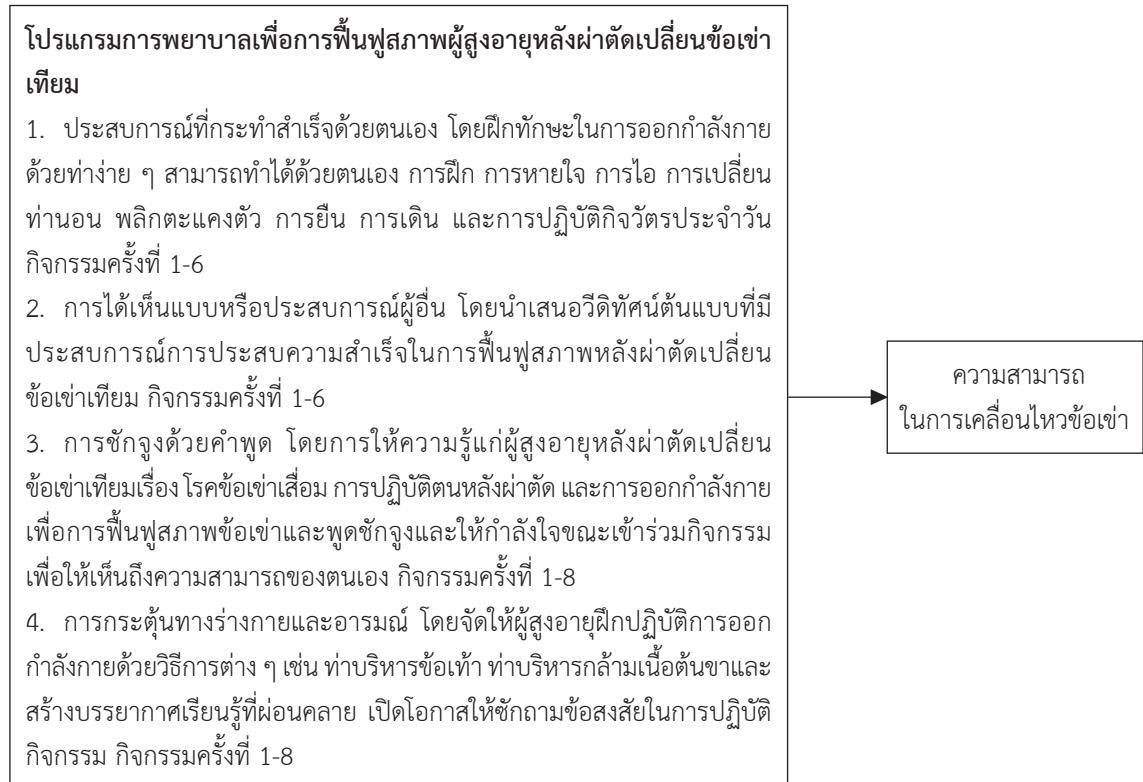 โปรแกรมการพยาบาลเพื่อการฟื้นฟูสภาพผู้สูงอายุหลังผ่าตัดเปลี่ยนข้อเข่า
เทียม
1. ประสบการณ์ที่กระทำสำเร็จด้วยตนเอง โดยฝึกทักษะในการออกกำลังกาย
ด้วยท่าง่าย ๆ สามารถทำได้ด้วยตนเอง การฝึก การหายใจ การไอ การเปลี่ยน
ท่านอน พลิกตะแคงตัว การยืน การเดิน และการปฏิบัติกิจวัตรประจำวัน
กิจกรรมครั้งที่ 1-6
2. การได้เห็นแบบหรือประสบการณ์ผู้อื่น โดยนำเสนอวีดิทัศน์ต้นแบบที่มี
ประสบการณ์การประสบความสำเร็จในการฟื้นฟูสภาพหลังผ่าตัดเปลี่ยน
ข้อเข่าเทียม กิจกรรมครั้งที่ 1-6
3. การชักจูงด้วยคำพูด โดยการให้ความรู้แก่ผู้สูงอายุหลังผ่าตัดเปลี่ยน
ข้อเข่าเทียมเรื่อง โรคข้อเข่าเสื่อม การปฏิบัติตนหลังผ่าตัด และการออกกำลังกาย
เพื่อการฟื้นฟูสภาพข้อเข่าและพูดชักจูงและให้กำลังใจขณะเข้าร่วมกิจกรรม
เพื่อให้เห็นถึงความสามารถของตนเอง กิจกรรมครั้งที่ 1-8
4. การกระตุ้นทางร่างกายและอารมณ์ โดยจัดให้ผู้สูงอายุฝึกปฏิบัติการออก
กำลังกายด้วยวิธีการต่าง ๆ เช่น ท่าบริหารข้อเท้า ท่าบริหารกล้ามเนื้อต้นขาและ
สร้างบรรยากาศเรียนรู้ที่ผ่อนคลาย เปิดโอกาสให้ซักถามข้อสงสัยในการปฏิบัติ
กิจกรรม กิจกรรมครั้งที่ 1-8
ความสามารถ
ในการเคลื่อนไหวข้อเข่า